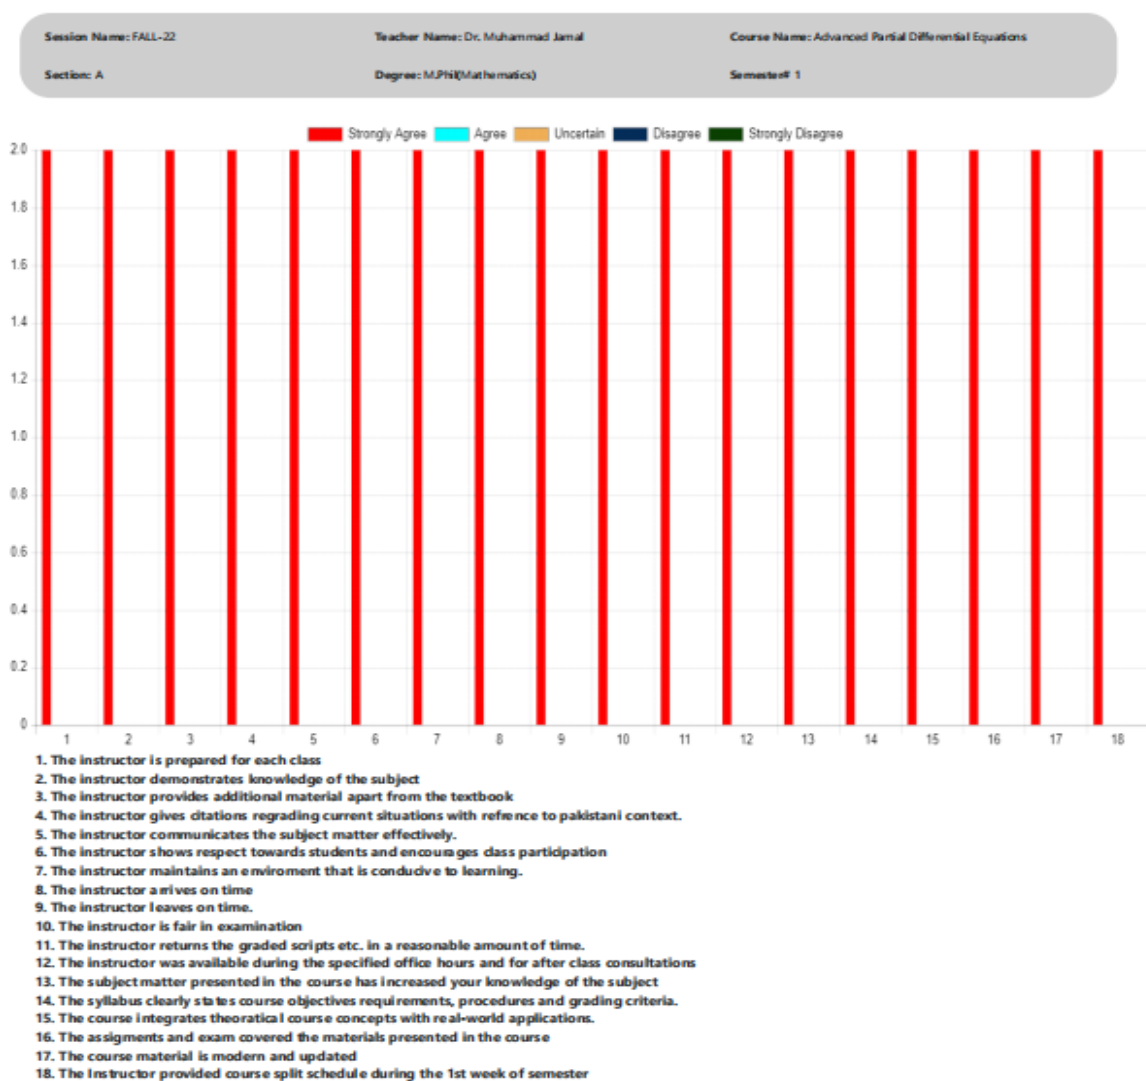 Session Name: FALL-22 Teacher Name: Dr. Muhammad Jamal Course Name: Advanced Partial Differential Equations
Section: A Degree: M.Phil(Mathematics) Semester# 1
Strongly Agree Agree Uncertain Disagree Strongly Disagree
2.0
1.8
1.6
1.4
1.2
1.0
0.8
0.6
0.4
0.2
0
1 2 3 4 5 6 7 8 9 10 11 12 13 14 15 16 17 18
1. The instructor is prepared for each class
2. The instructor demonstrates knowledge of the subject
3. The instructor provides additional material apart from the textbook
4. The instructor gives citations regrading current situations with refrence to pakistani context.
5. The instructor communicates the subject matter effectively.
6. The instructor shows respect towards students and encourages class participation
7. The instructor maintains an enviroment that is conducive to learning.
8. The instructor arrives on time
9. The instructor leaves on time.
10. The instructor is fair in examination
11. The instructor returns the graded scripts etc. in a reasonable amount of time.
12. The instructor was available during the specified office hours and for after class consultations
13. The subject matter presented in the course has increased your knowledge of the subject
14. The syllabus clearly states course objectives requirements, procedures and grading criteria.
15. The course integrates theoratical course concepts with real-world applications.
16. The assigments and exam covered the materials presented in the course
17. The course material is modern and updated
18. The Instructor provided course split schedule during the 1st week of semester